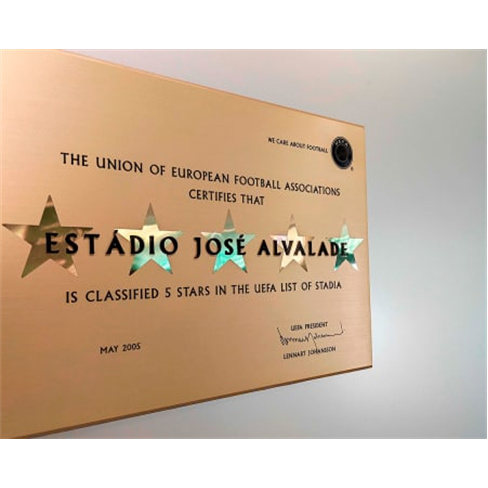 WE CARE ABOUT FOOTBALL
THE UNION OF EUROPEAN FOOTBALL ASSOCIATIONS
CERTIFIES THAT
ESTÁDIO JOSÉ ALVALADE
IS CLASSIFIED 5 STARS IN THE UEFA LIST OF STADIA
UEFA PRESIDENT
MAY 2005
LENNART JOHANSSON